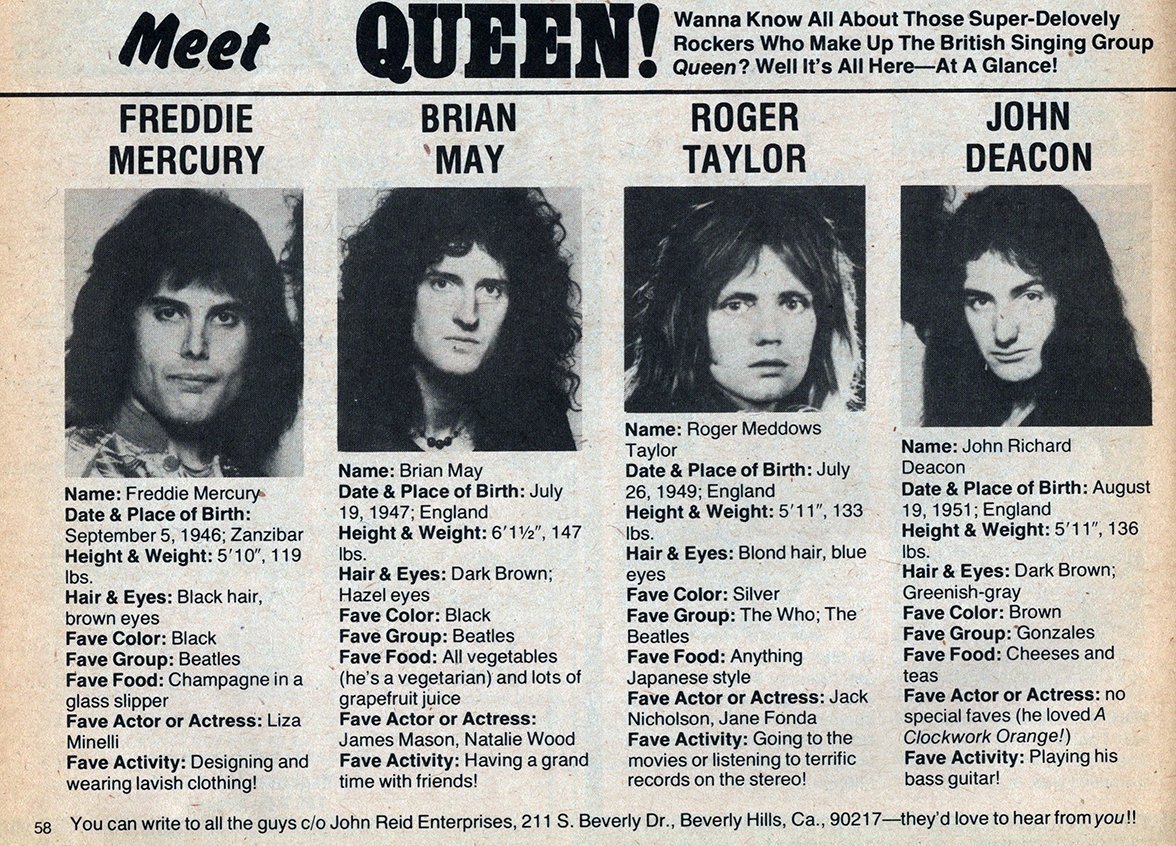 Meet QUEEN!
Wanna Know All About Those Super-Delovely
Rockers Who Make Up The British Singing Group
Queen? Well It's All Here—At A Glance!
FREDDIE
MERCURY
Name: Freddie Mercury
Date & Place of Birth:
September 5, 1946; Zanzibar
Height & Weight: 5'10", 119
lbs.
Hair & Eyes: Black hair,
brown eyes
Fave Color: Black
Fave Group: Beatles
Fave Food: Champagne in a
glass slipper
Fave Actor or Actress: Liza
Minelli
Fave Activity: Designing and
wearing lavish clothing!
BRIAN
MAY
Name: Brian May
Date & Place of Birth: July
19, 1947; England
Height & Weight: 6'1½", 147
lbs.
Hair & Eyes: Dark Brown;
Hazel eyes
Fave Color: Black
Fave Group: Beatles
Fave Food: All vegetables
(he's a vegetarian) and lots of
grapefruit juice
Fave Actor or Actress:
James Mason, Natalie Wood
Fave Activity: Having a grand
time with friends!
ROGER
TAYLOR
Name: Roger Meddows
Taylor
Date & Place of Birth: July
26, 1949; England
Height & Weight: 5'11", 133
lbs.
Hair & Eyes: Blond hair, blue
eyes
Fave Color: Silver
Fave Group: The Who; The
Beatles
Fave Food: Anything
Japanese style
Fave Actor or Actress: Jack
Nicholson, Jane Fonda
Fave Activity: Going to the
movies or listening to terrific
records on the stereo!
JOHN
DEACON
Name: John Richard
Deacon
Date & Place of Birth: August
19, 1951; England
Height & Weight: 5'11", 136
lbs.
Hair & Eyes: Dark Brown;
Greenish-gray
Fave Color: Brown
Fave Group: Gonzales
Fave Food: Cheeses and
teas
Fave Actor or Actress: no
special faves (he loved A
Clockwork Orange!)
Fave Activity: Playing his
bass guitar!
58 You can write to all the guys c/o John Reid Enterprises, 211 S. Beverly Dr., Beverly Hills, Ca., 90217—they'd love to hear from you!!